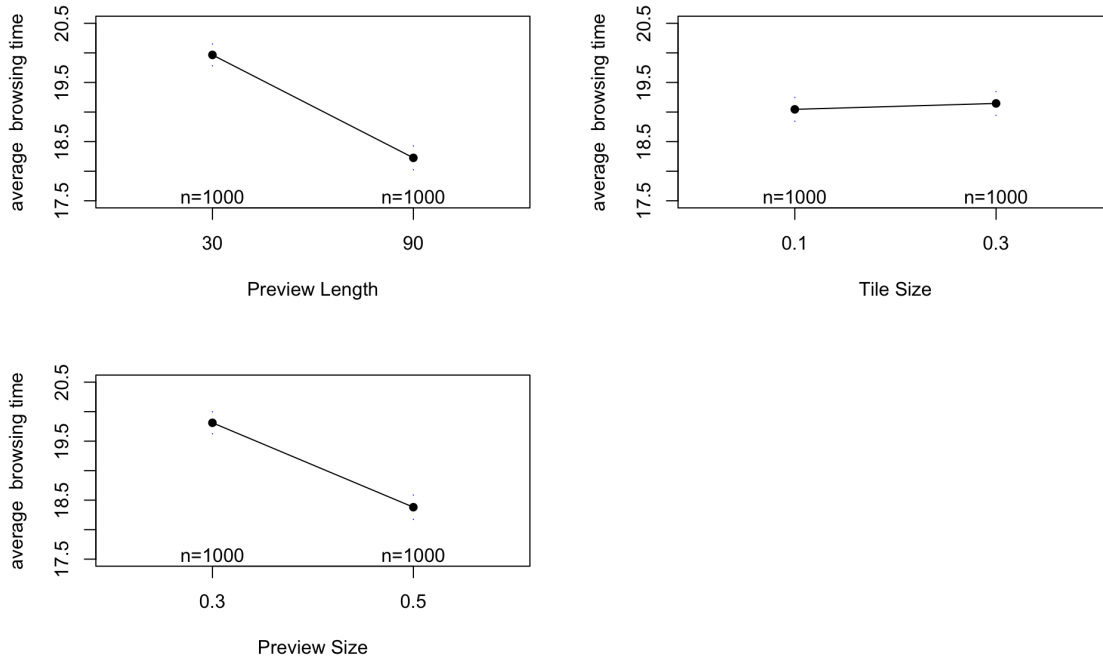 average  browsing time
20.5
19.5
18.5
17.5
n=1000
n=1000
30
90
Preview Length
average  browsing time
20.5
19.5
18.5
17.5
n=1000
n=1000
0.1
0.3
Tile Size
average  browsing time
20.5
19.5
18.5
17.5
n=1000
n=1000
0.3
0.5
Preview Size